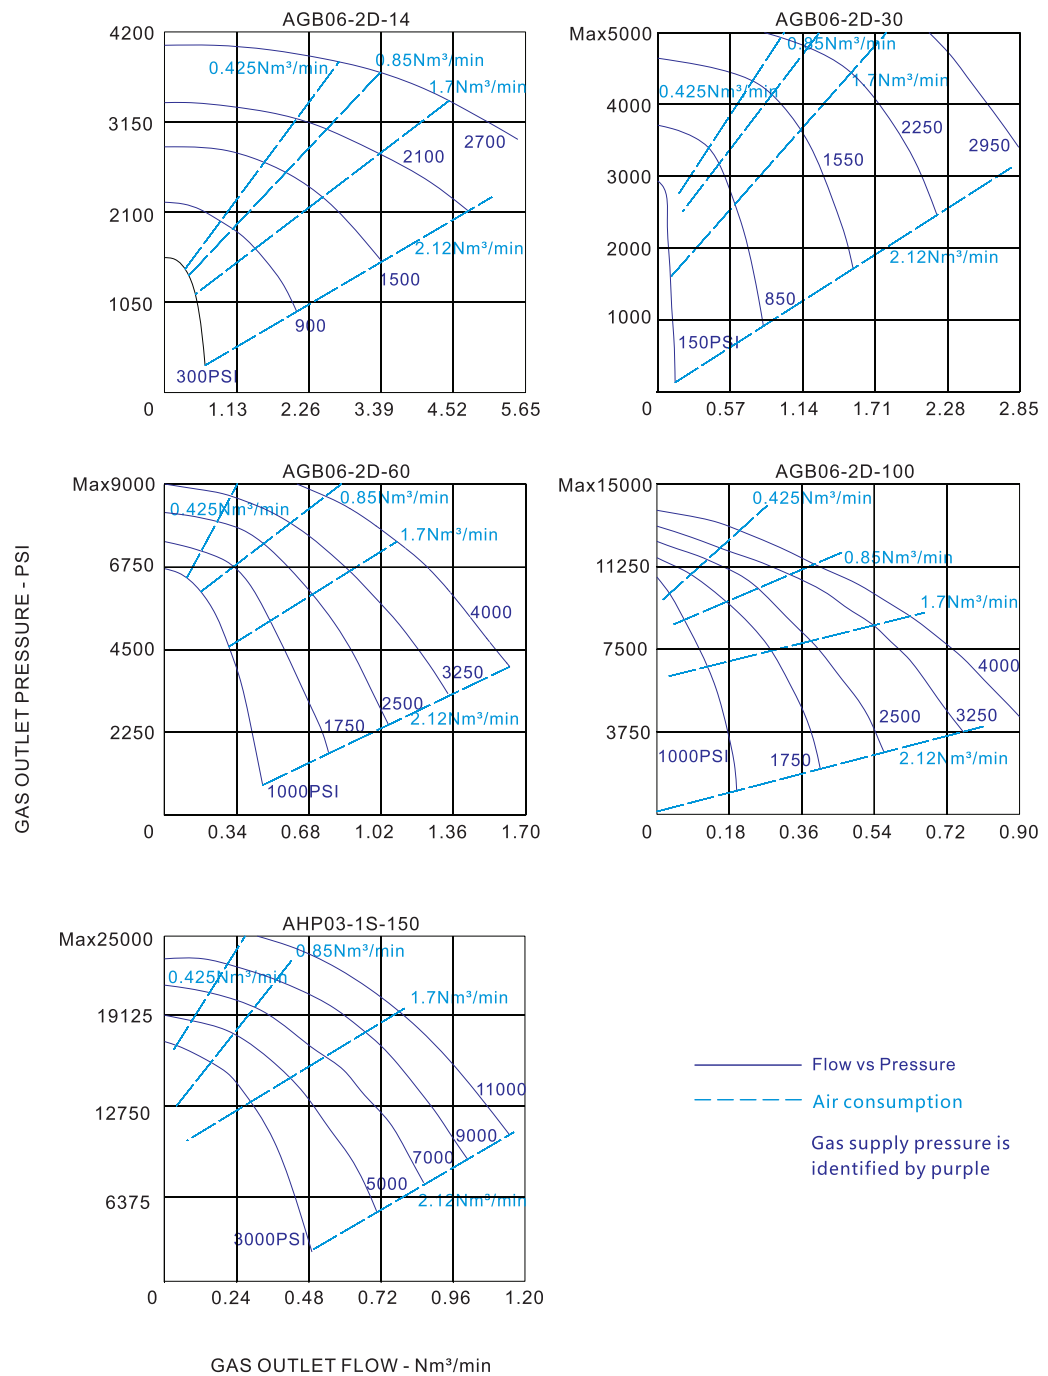 AGB06-2D-14
4200
3150
2100
1050
0
1.13
2.26
3.39
4.52
5.65
0.425Nm³/min
0.85Nm³/min
1.7Nm³/min
2.12Nm³/min
2700
2100
1500
900
300PSI
AGB06-2D-30
Max5000
4000
3000
2000
1000
0
0.57
1.14
1.71
2.28
2.85
0.85Nm³/min
1.7Nm³/min
0.425Nm³/min
2250
2950
1550
2.12Nm³/min
850
150PSI
AGB06-2D-60
Max9000
6750
4500
2250
0
0.34
0.68
1.02
1.36
1.70
0.425Nm³/min
0.85Nm³/min
1.7Nm³/min
4000
3250
2500
2.12Nm³/min
1750
1000PSI
AGB06-2D-100
Max15000
11250
7500
3750
0
0.18
0.36
0.54
0.72
0.90
0.425Nm³/min
0.85Nm³/min
1.7Nm³/min
4000
3250
2500
2.12Nm³/min
1750
1000PSI
GAS OUTLET PRESSURE - PSI
AHP03-1S-150
Max25000
19125
12750
6375
0
0.24
0.48
0.72
0.96
1.20
0.85Nm³/min
0.425Nm³/min
1.7Nm³/min
11000
9000
7000
5000
2.12Nm³/min
3000PSI
Flow vs Pressure
Air consumption
Gas supply pressure is
identified by purple
GAS OUTLET FLOW - Nm³/min